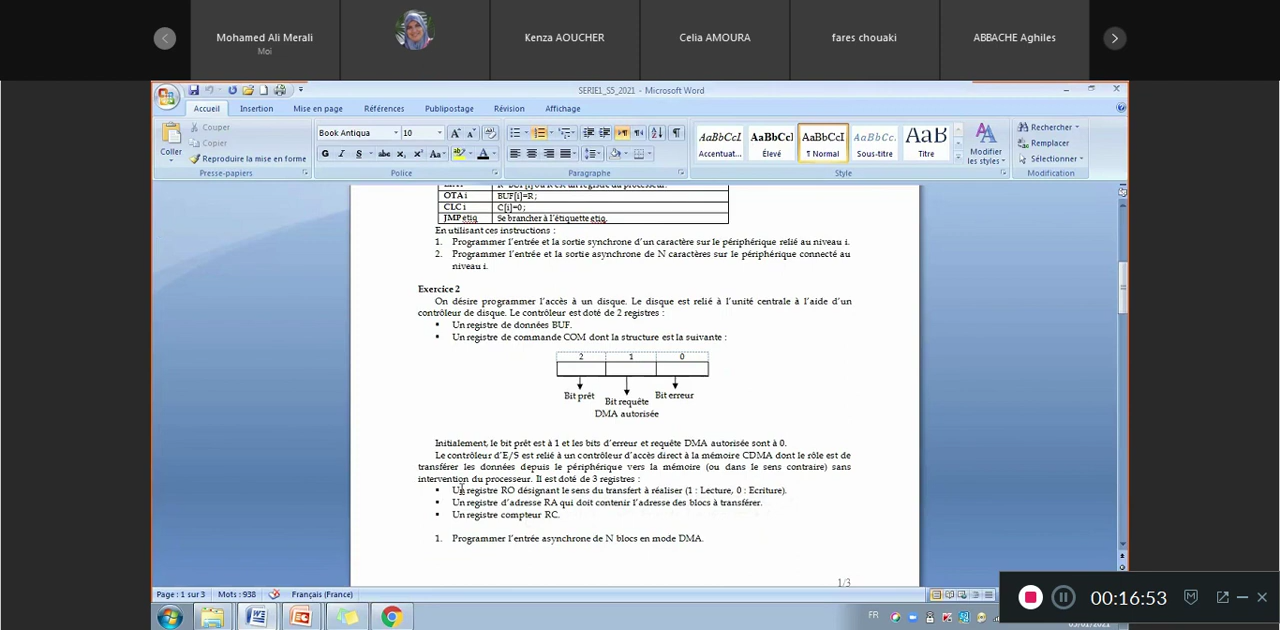 Mohamed Ali Merali
Moi
Kenza AOUCHER
Celia AMOURA
fares chouaki
ABBACHE Aghiles
SERIE1_S5_2021 - Microsoft Word
Accueil
Insertion
Mise en page
Références
Publipostage
Révision
Affichage
Coller
Couper
Copier
Reproduire la mise en forme
Presse-papiers
Book Antiqua
10
Police
Paragraphe
AaBbCcL
Accentuat...
AaBbCcl
Élevé
AaBbCcI
¶ Normal
AaBbCc.
Sous-titre
AaB
Titre
Modifier
les styles
Style
Rechercher
Remplacer
Sélectionner
Modification
OTA i BUF[i]=R;
CLC i C[i]=0;
JMP etiq Se brancher à l'étiquette etiq.
En utilisant ces instructions :
1. Programmer l'entrée et la sortie synchrone d'un caractère sur le périphérique relié au niveau i.
2. Programmer l'entrée et la sortie asynchrone de N caractères sur le périphérique connecté au
niveau i.
Exercice 2
On désire programmer l'accès à un disque. Le disque est relié à l'unité centrale à l'aide d'un
contrôleur de disque. Le contrôleur est doté de 2 registres :
▪ Un registre de données BUF.
▪ Un registre de commande COM dont la structure est la suivante :
2 1 0
Bit prêt
Bit requête
DMA autorisée
Bit erreur
Initialement, le bit prêt est à 1 et les bits d'erreur et requête DMA autorisée sont à 0.
Le contrôleur d'E/S est relié à un contrôleur d'accès direct à la mémoire CDMA dont le rôle est de
transférer les données depuis le périphérique vers la mémoire (ou dans le sens contraire) sans
intervention du processeur. Il est doté de 3 registres :
▪ Un registre RO désignant le sens du transfert à réaliser (1 : Lecture, 0 : Ecriture).
▪ Un registre d'adresse RA qui doit contenir l'adresse des blocs à transférer.
▪ Un registre compteur RC.
1. Programmer l'entrée asynchrone de N blocs en mode DMA.
1/3
Page : 1 sur 3
Mots : 938
Français (France)
FR
00:16:53